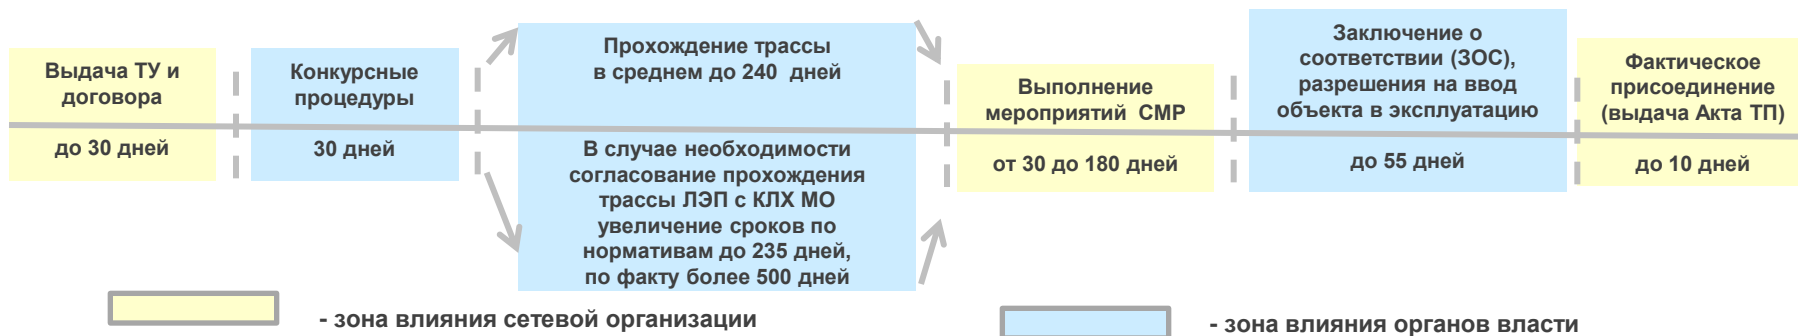 Выдача ТУ и
договора
до 30 дней
Конкурсные
процедуры
30 дней
Прохождение трассы
в среднем до 240 дней
В случае необходимости
согласование прохождения
трассы ЛЭП с КЛХ МО
увеличение сроков по
нормативам до 235 дней,
по факту более 500 дней
Выполнение
мероприятий СМР
от 30 до 180 дней
Заключение о
соответствии (ЗОС),
разрешения на ввод
объекта в эксплуатацию
до 55 дней
Фактическое
присоединение
(выдача Акта ТП)
до 10 дней
- зона влияния сетевой организации
- зона влияния органов власти